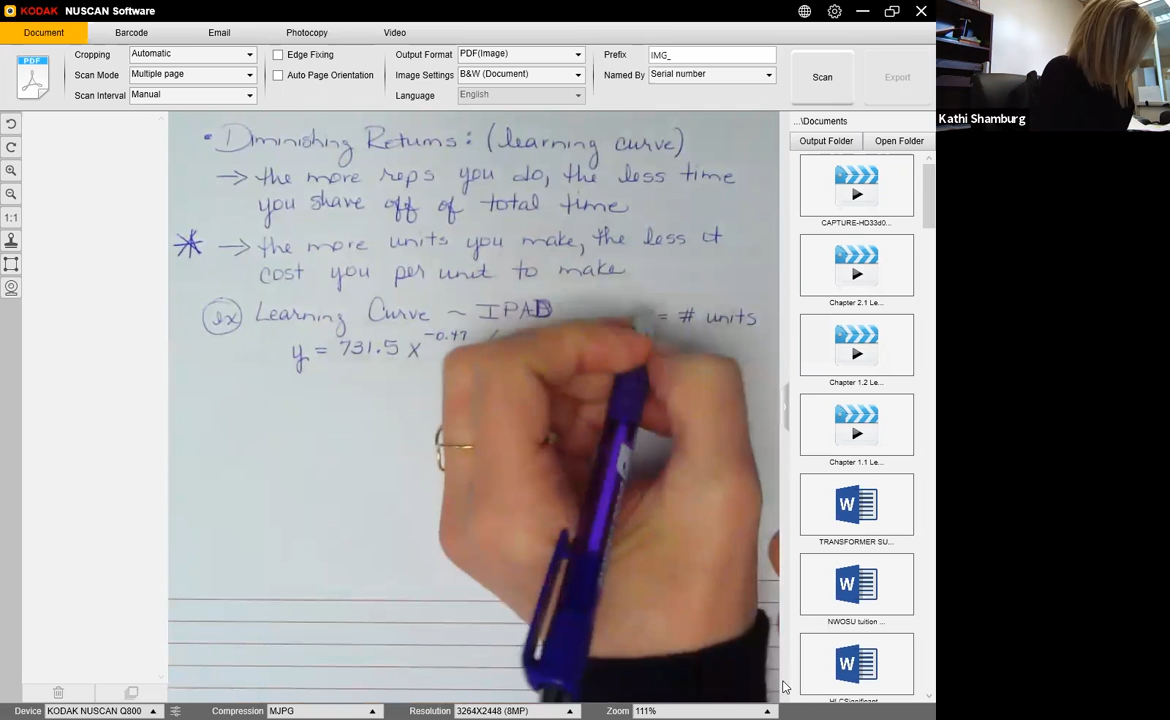 KODAK NUSCAN Software
Document Barcode Email Photocopy Video
PDF
Cropping Automatic
Scan Mode Multiple page
Scan Interval Manual
Edge Fixing
Auto Page Orientation
Output Format PDF(Image)
Image Settings B&W (Document)
Language English
Prefix IMG_
Named By Serial number
Scan
Export
• Diminishing Returns: (learning curve)
→ the more reps you do, the less time
you shave off of total time
* → the more units you make, the less it
cost you per unit to make
ex Learning Curve ~ IPAD = # units
y = 731.5 x^-0.47
1:1
Kathi Shamburg
...\Documents
Output Folder Open Folder
CAPTURE-HD33d0...
Chapter 2.1 Le...
Chapter 1.2 Le...
Chapter 1.1 Le...
TRANSFORMER SU...
NWOSU tuition ...
Device KODAK NUSCAN Q800 Compression MJPG Resolution 3264X2448 (8MP) Zoom 111%